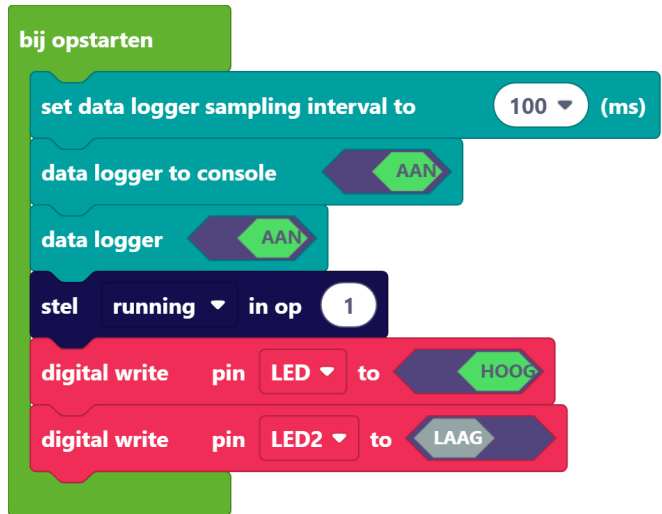 bij opstarten
set data logger sampling interval to 100 (ms)
data logger to console AAN
data logger AAN
stel running in op 1
digital write pin LED to HOOG
digital write pin LED2 to LAAG